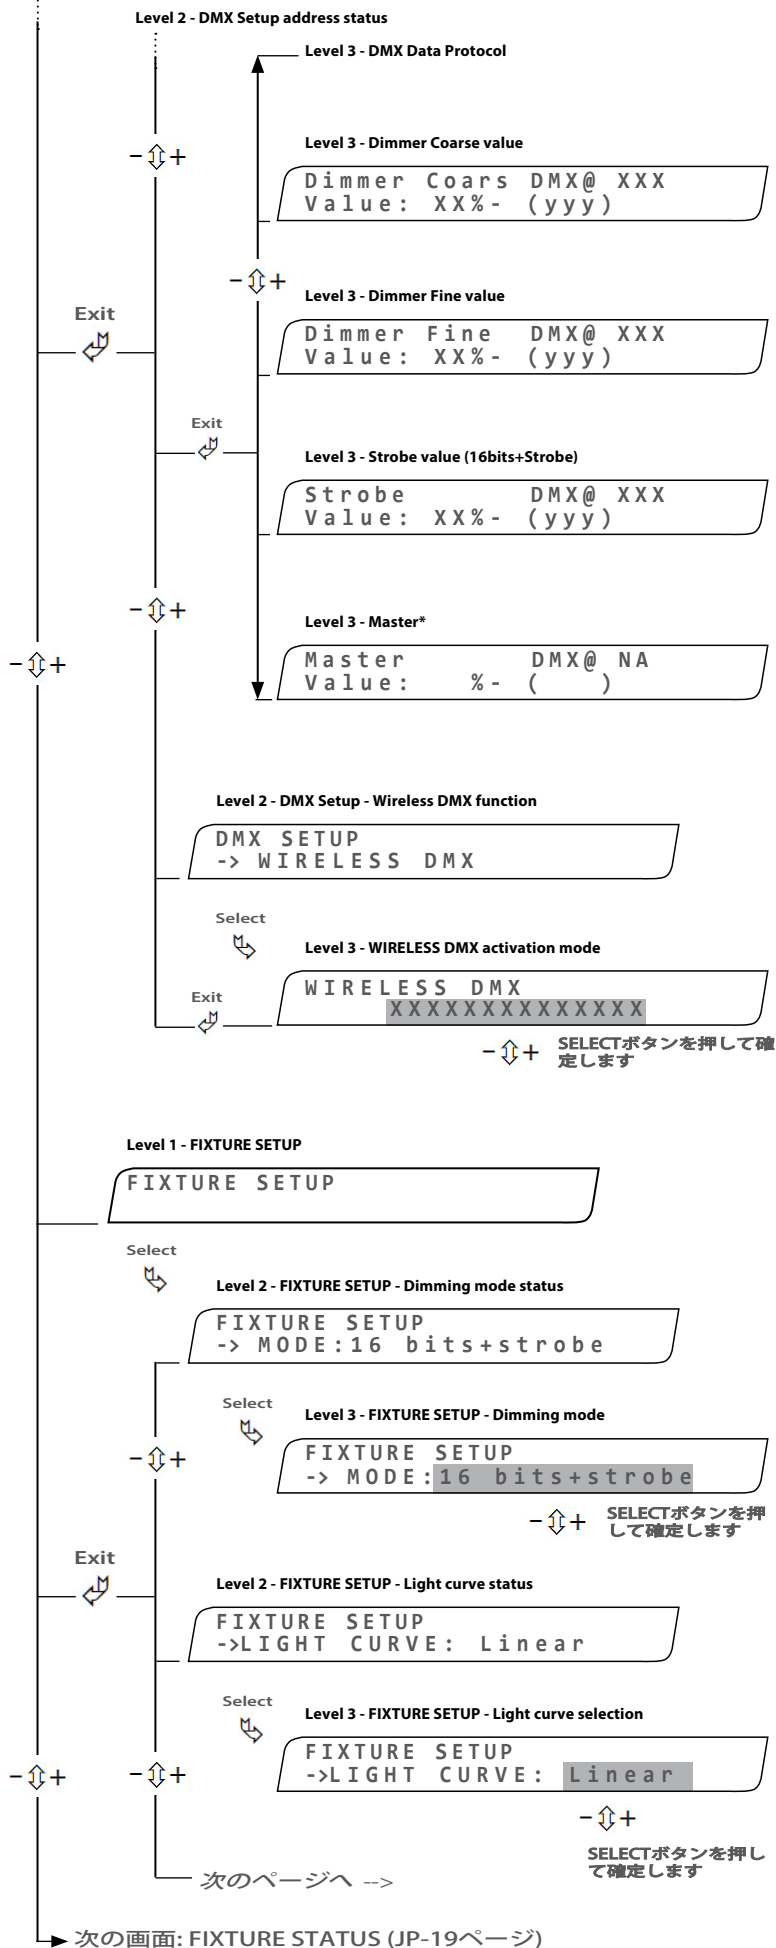 Level 2 - DMX Setup address status
Level 3 - DMX Data Protocol
Level 3 - Dimmer Coarse value
- +
Dimmer Coars DMX@ XXX
Value: XX%- (yyy)
- +
Level 3 - Dimmer Fine value
Exit
Dimmer Fine DMX@ XXX
Value: XX%- (yyy)
Exit
Level 3 - Strobe value (16bits+Strobe)
Strobe DMX@ XXX
Value: XX%- (yyy)
- +
Level 3 - Master*
- +
Master DMX@ NA
Value: %- ( )
Level 2 - DMX Setup - Wireless DMX function
DMX SETUP
-> WIRELESS DMX
Select
Level 3 - WIRELESS DMX activation mode
WIRELESS DMX
Exit
XXXXXXXXXXXXXX
- +
SELECTボタンを押して確
定します
Level 1 - FIXTURE SETUP
FIXTURE SETUP
Select
Level 2 - FIXTURE SETUP - Dimming mode status
FIXTURE SETUP
-> MODE:16 bits+strobe
Select
Level 3 - FIXTURE SETUP - Dimming mode
- +
FIXTURE SETUP
-> MODE:16 bits+strobe
- +
SELECTボタンを押
して確定します
Exit
Level 2 - FIXTURE SETUP - Light curve status
FIXTURE SETUP
->LIGHT CURVE: Linear
Select
Level 3 - FIXTURE SETUP - Light curve selection
FIXTURE SETUP
->LIGHT CURVE: Linear
- +
- +
- +
SELECTボタンを押し
て確定します
次のページへ -->
次の画面: FIXTURE STATUS (JP-19ページ)